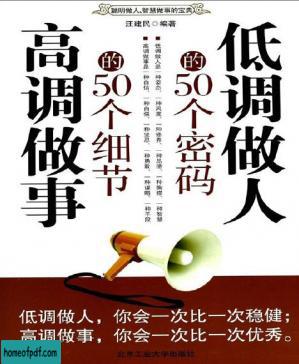 聪明做人,智慧做事的宝典
汪建民◎编著
低调做人
的50个密码
高调做事
的50个细节
低调做人，你会一次比一次稳健；
高调做事，你会一次比一次优秀。
北京工业大学出版社
homeofpdf.com